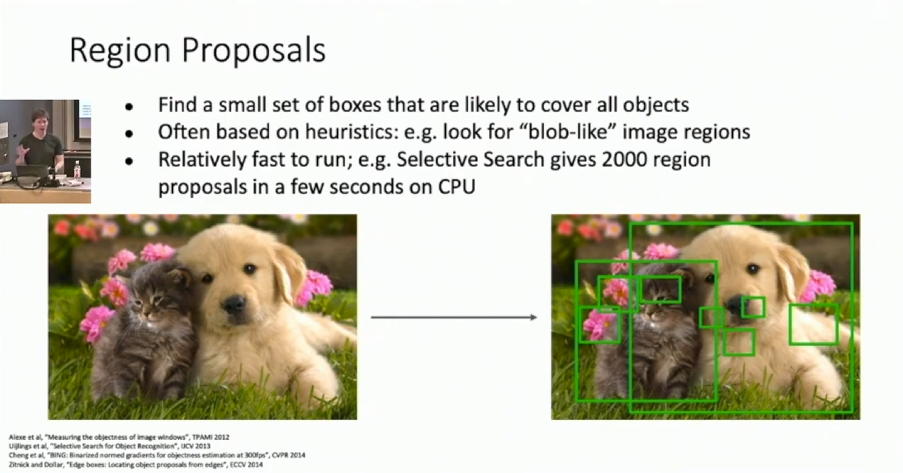 Region Proposals
• Find a small set of boxes that are likely to cover all objects
• Often based on heuristics: e.g. look for “blob-like” image regions
• Relatively fast to run; e.g. Selective Search gives 2000 region
proposals in a few seconds on CPU
Alexe et al, "Measuring the objectness of image windows", TPAMI 2012
Uijlings et al, "Selective Search for Object Recognition", IJCV 2013
Cheng et al, "BING: Binarized normed gradients for objectness estimation at 300fps", CVPR 2014
Zitnick and Dollar, "Edge boxes: Locating object proposals from edges", ECCV 2014